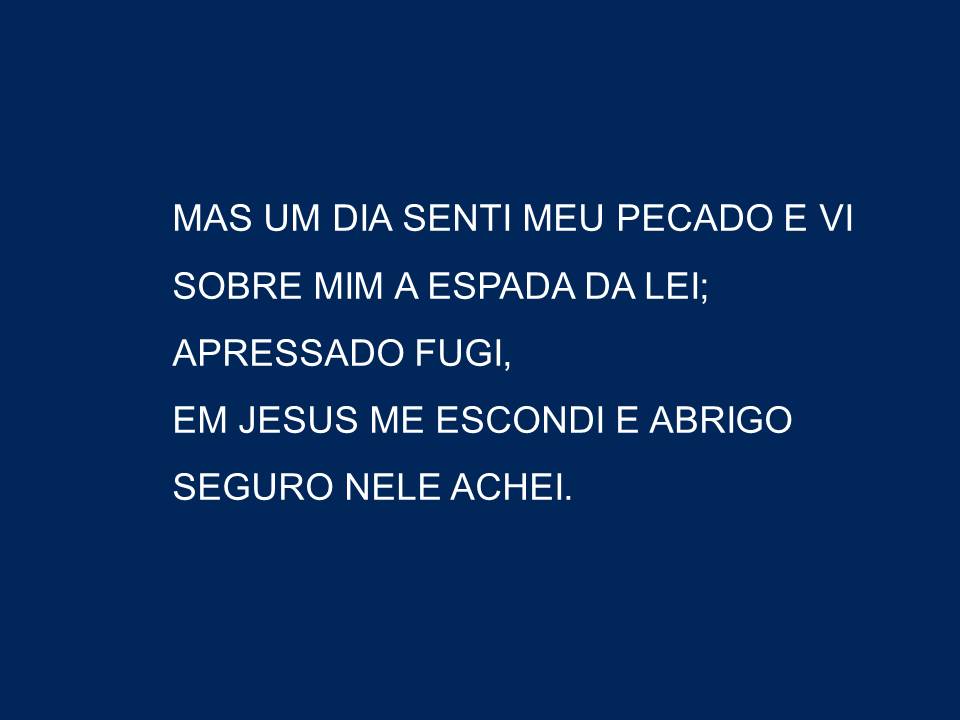 MAS UM DIA SENTI MEU PECADO E VI
SOBRE MIM A ESPADA DA LEI;
APRESSADO FUGI,
EM JESUS ME ESCONDI E ABRIGO
SEGURO NELE ACHEI.